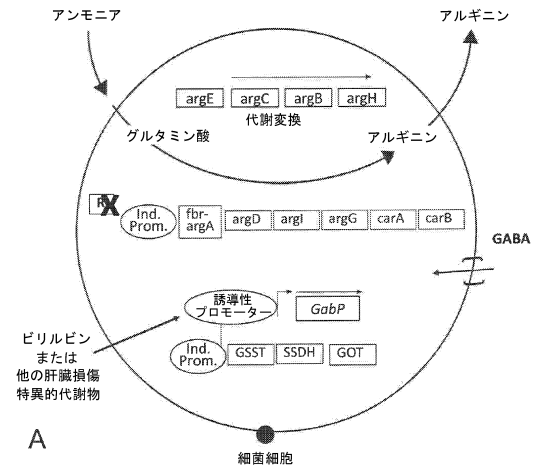 アンモニア
アルギニン
argE argC argB argH
代謝変換
グルタミン酸
アルギニン
X
Ind.
Prom.
fbr-
argA
argD argI argG carA carB
GABA
誘導性
プロモーター
GabP
ビリルビン
または
他の肝臓損傷
特異的代謝物
Ind.
Prom.
GSST SSDH GOT
A
細菌細胞